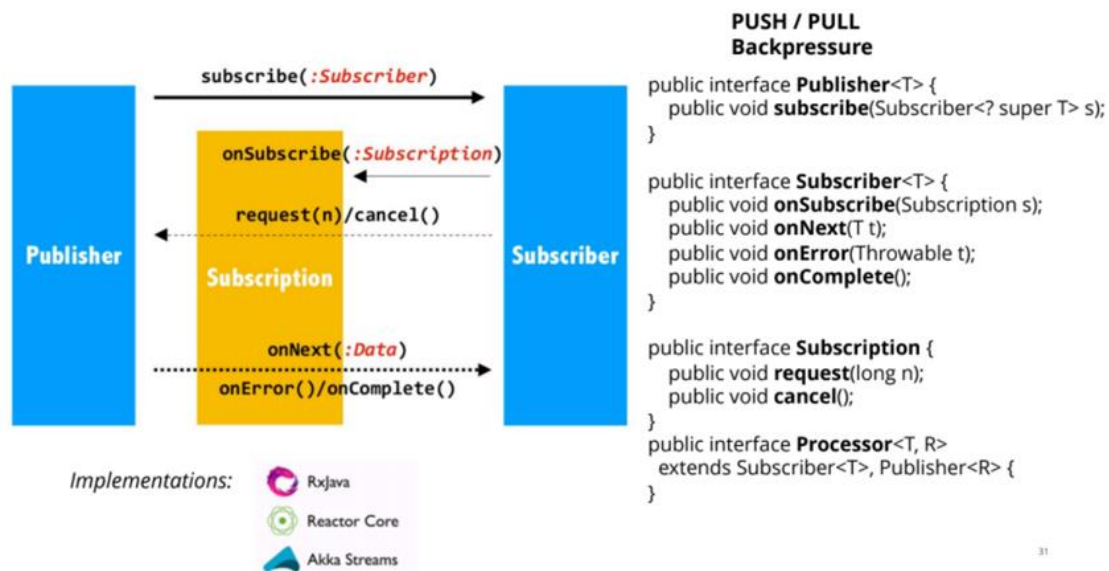 PUSH / PULL
Backpressure
subscribe(:Subscriber)
onSubscribe(:Subscription)
request(n)/cancel()
Publisher
Subscription
Subscriber
onNext(:Data)
onError()/onComplete()
Implementations:
RxJava
Reactor Core
Akka Streams
public interface Publisher<T> {
public void subscribe(Subscriber<? super T> s);
}
public interface Subscriber<T> {
public void onSubscribe(Subscription s);
public void onNext(T t);
public void onError(Throwable t);
public void onComplete();
}
public interface Subscription {
public void request(long n);
public void cancel();
}
public interface Processor<T, R>
extends Subscriber<T>, Publisher<R> {
}
31